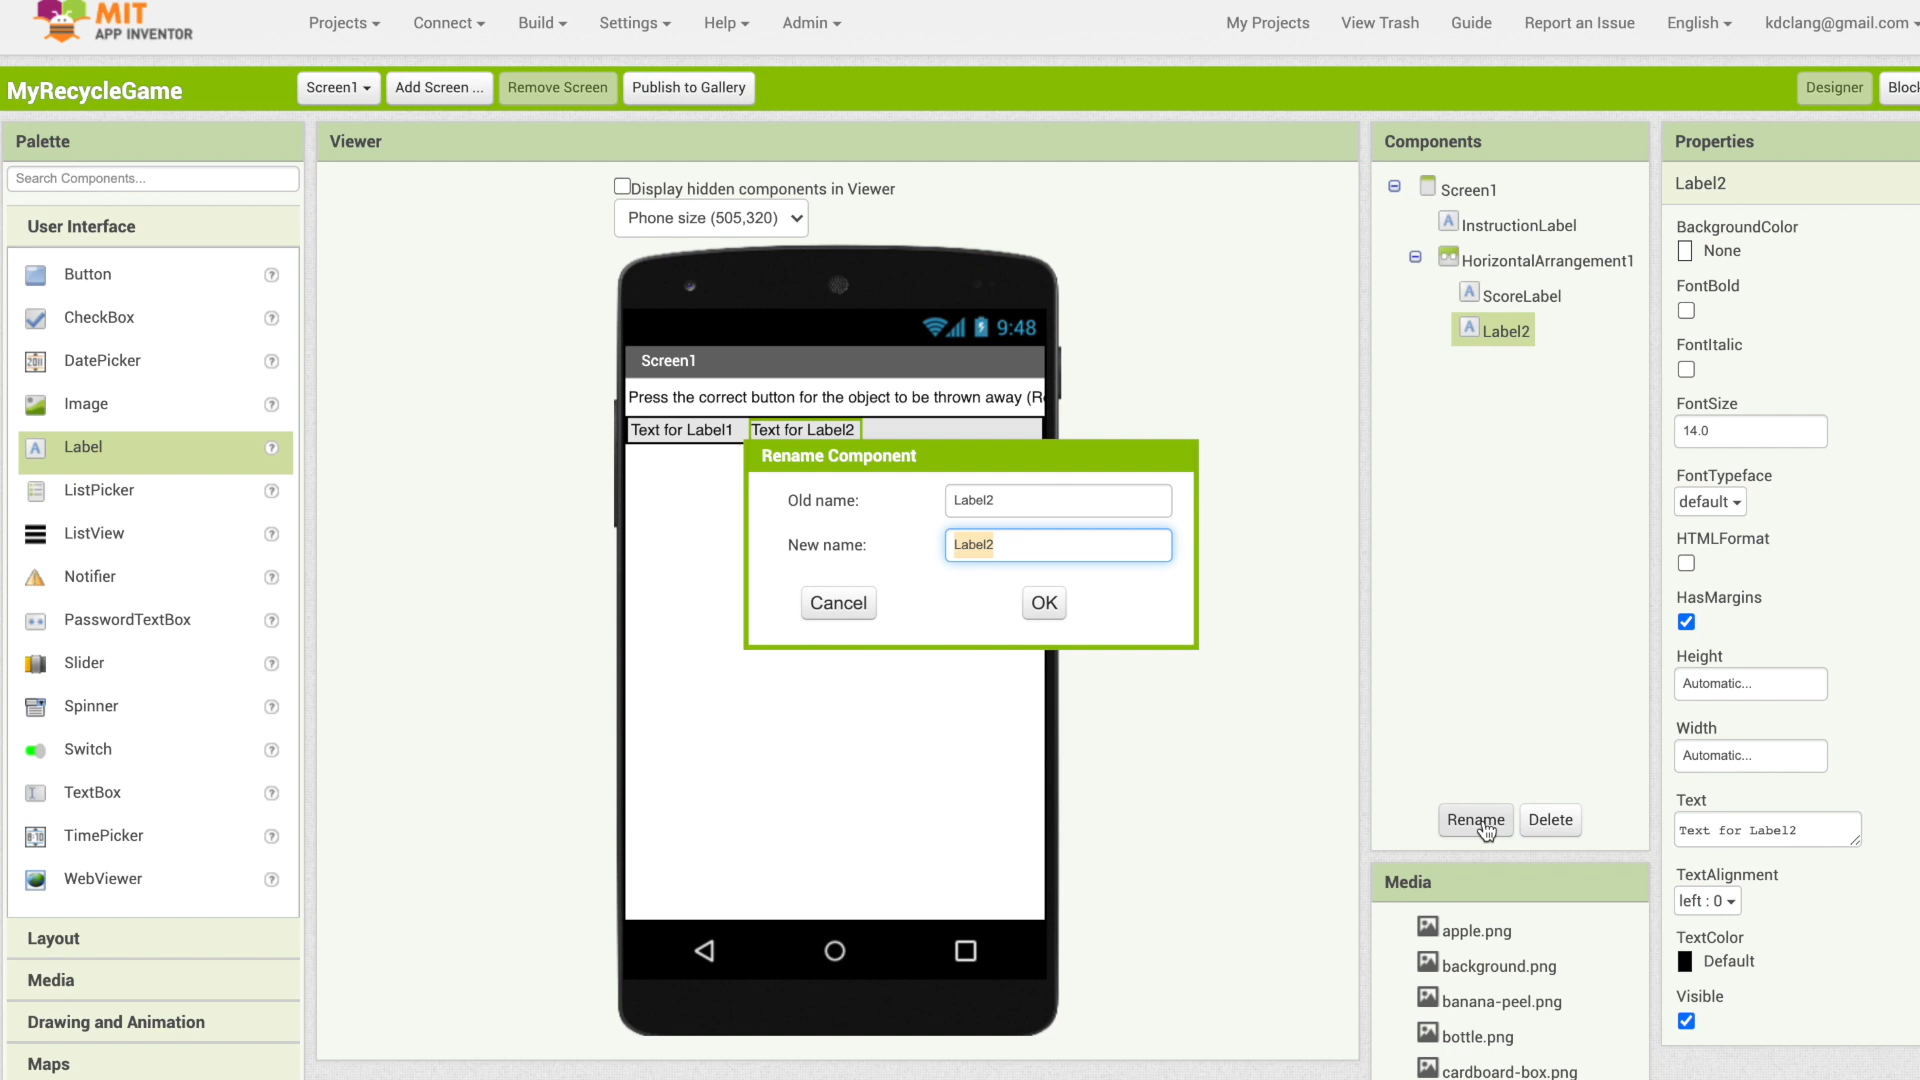 MIT
APP INVENTOR
Projects
Connect
Build
Settings
Help
Admin
My Projects
View Trash
Guide
Report an Issue
English
kdclang@gmail.com
MyRecycleGame
Screen1
Add Screen ...
Remove Screen
Publish to Gallery
Designer
Palette
Search Components...
User Interface
Button
?
CheckBox
?
DatePicker
?
Image
?
Label
?
ListPicker
?
ListView
?
Notifier
?
PasswordTextBox
?
Slider
?
Spinner
?
Switch
?
TextBox
?
TimePicker
?
WebViewer
?
Layout
Media
Drawing and Animation
Maps
Viewer
Display hidden components in Viewer
Phone size (505,320)
9:48
Screen1
Press the correct button for the object to be thrown away
Text for Label1
Text for Label2
Rename Component
Old name:
Label2
New name:
Label2
Cancel
OK
Components
Screen1
A
InstructionLabel
HorizontalArrangement1
A
ScoreLabel
A
Label2
Rename
Delete
Media
apple.png
background.png
banana-peel.png
bottle.png
cardboard-box.png
Properties
Label2
BackgroundColor
None
FontBold
FontItalic
FontSize
14.0
FontTypeface
default
HTMLFormat
HasMargins
Height
Automatic...
Width
Automatic...
Text
Text for Label2
TextAlignment
left : 0
TextColor
Default
Visible